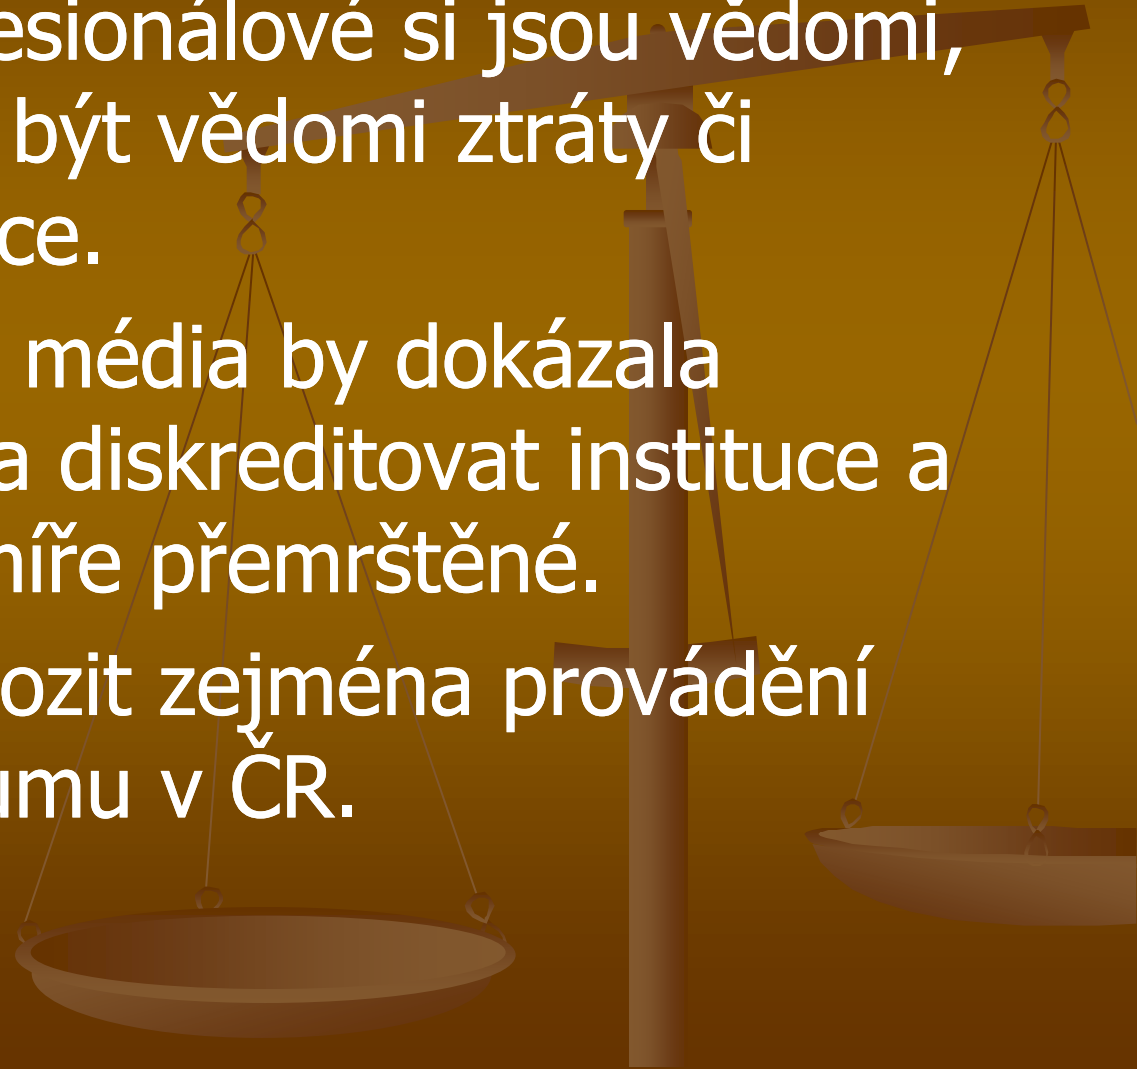 esionálové si jsou vědomi,
být vědomi ztráty či
ce.
média by dokázala
a diskreditovat instituce a
míře přemrštěné.
ozit zejména provádění
umu v ČR.